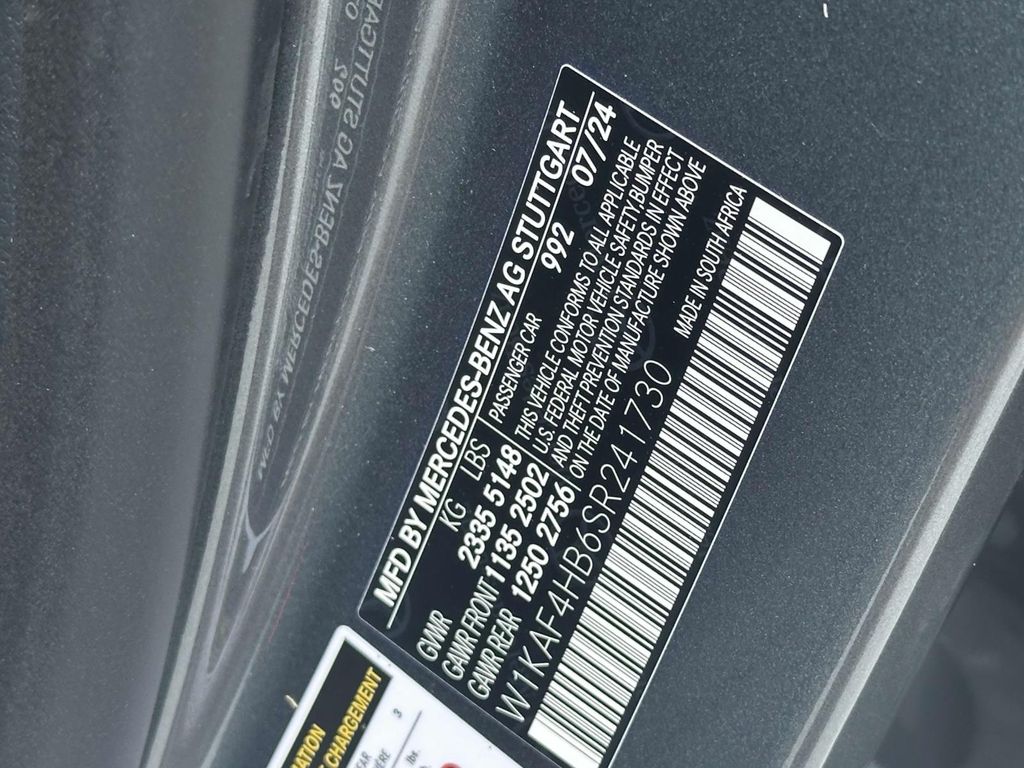 MFD BY MERCEDES-BENZ AG STUTTGART
KG LBS 992 07/24
GVWR 2335 5148
GAWR FRONT 1135 2502
GAWR REAR 1250 2756
PASSENGER CAR
THIS VEHICLE CONFORMS TO ALL APPLICABLE
U.S. FEDERAL MOTOR VEHICLE SAFETY,BUMPER
AND THEFT PREVENTION STANDARDS IN EFFECT
ON THE DATE OF MANUFACTURE SHOWN ABOVE
W1KAF4HB6SR241730
MADE IN SOUTH AFRICA
CHARGEMENT
3
lbs.